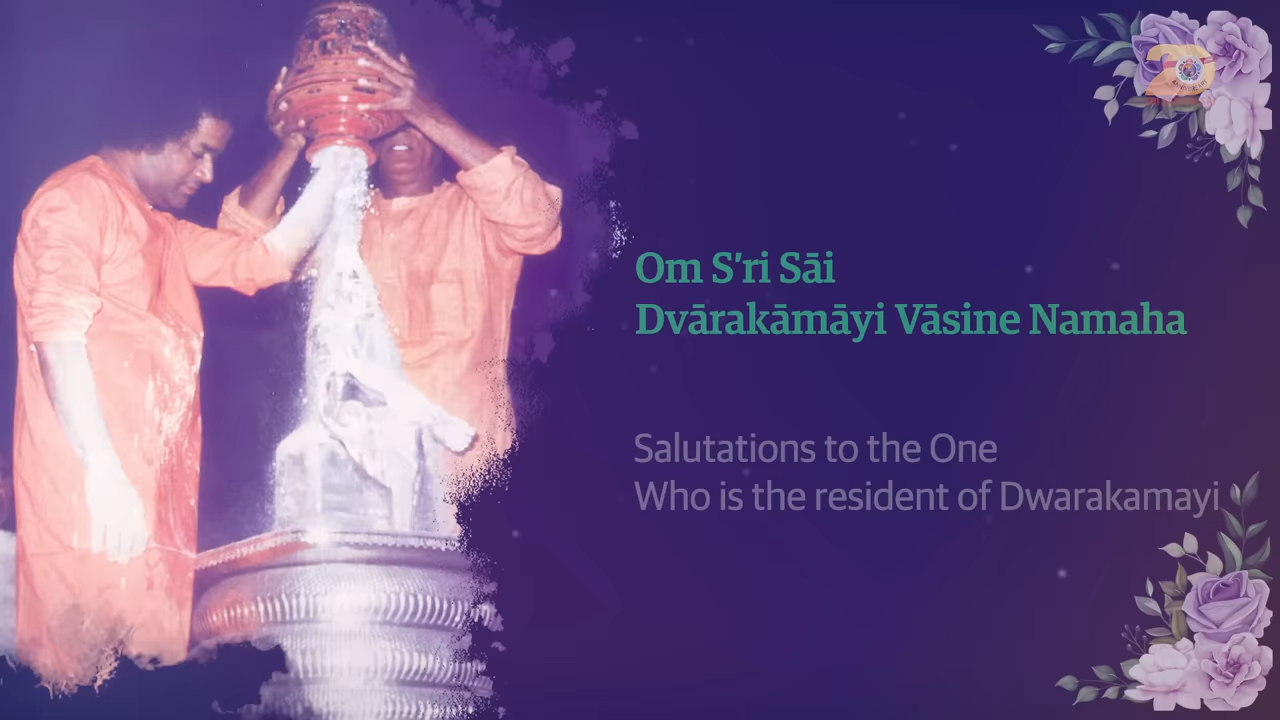 Om S'ri Sāi
Dvārakāmāyi Vāsine Namaha
Salutations to the One
Who is the resident of Dwarakamayi